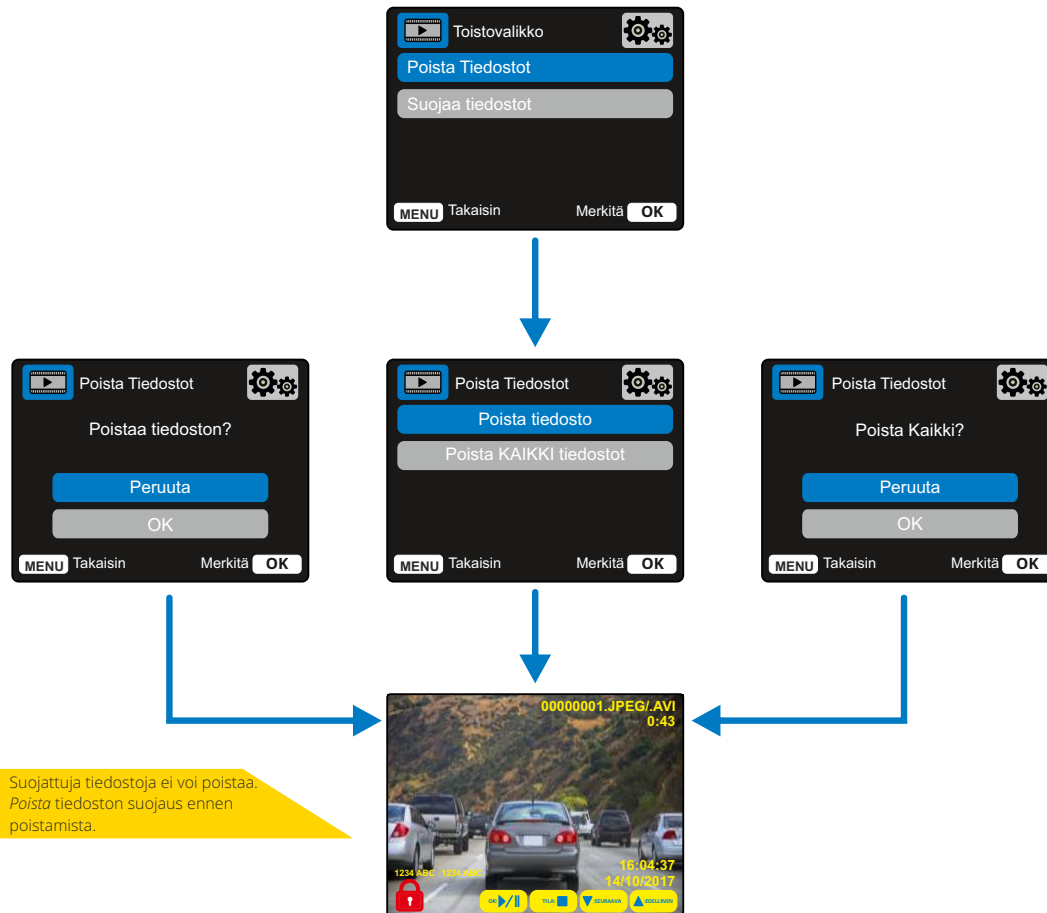 Toistovalikko
Poista Tiedostot
Suojaa tiedostot
MENU Takaisin Merkitä OK
Poista Tiedostot
Poistaa tiedoston?
Peruuta
OK
MENU Takaisin Merkitä OK
Poista Tiedostot
Poista tiedosto
Poista KAIKKI tiedostot
MENU Takaisin Merkitä OK
Poista Tiedostot
Poista Kaikki?
Peruuta
OK
MENU Takaisin Merkitä OK
00000001.JPEG/.AVI
0:43
Suojattuja tiedostoja ei voi poistaa.
Poista tiedoston suojaus ennen
poistamista.
16:04:37
1234 ABC 1234 ABC
14/10/2017
OK: TILA: :SEURAAVA :EDELLINEN